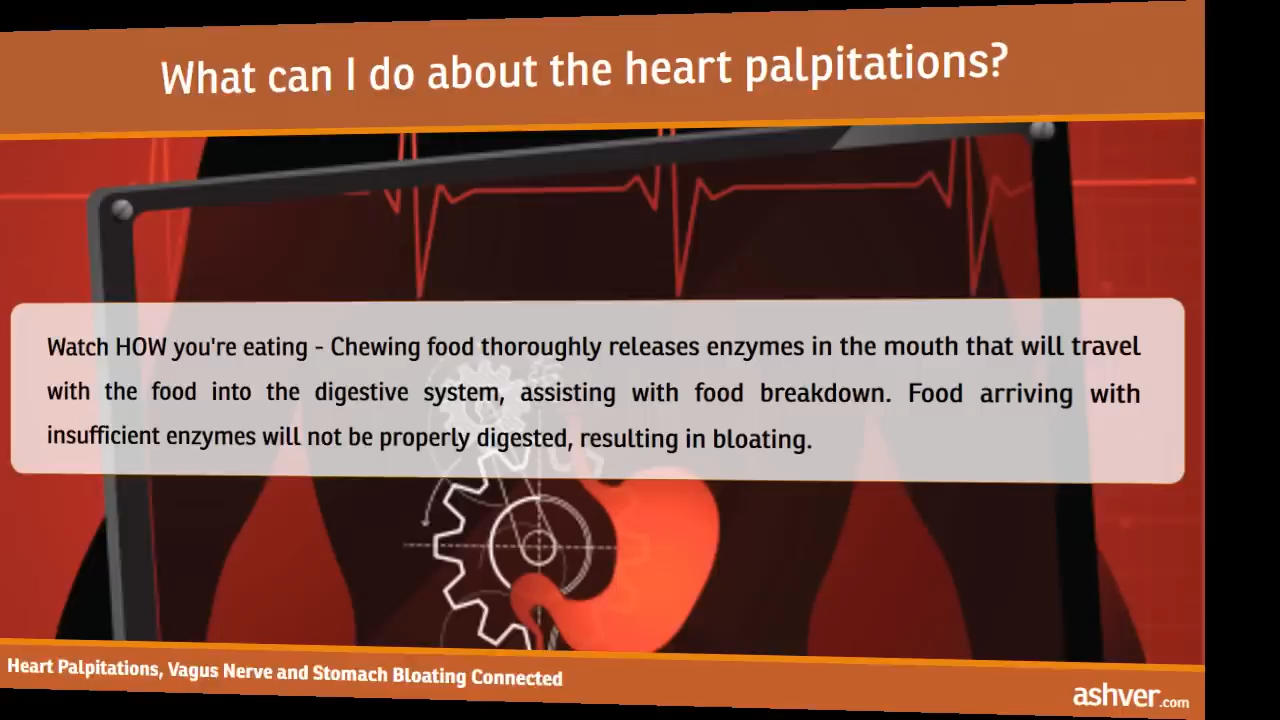 What can I do about the heart palpitations?
Watch HOW you're eating - Chewing food thoroughly releases enzymes in the mouth that will travel
with the food into the digestive system, assisting with food breakdown. Food arriving with
insufficient enzymes will not be properly digested, resulting in bloating.
Heart Palpitations, Vagus Nerve and Stomach Bloating Connected
ashver.com